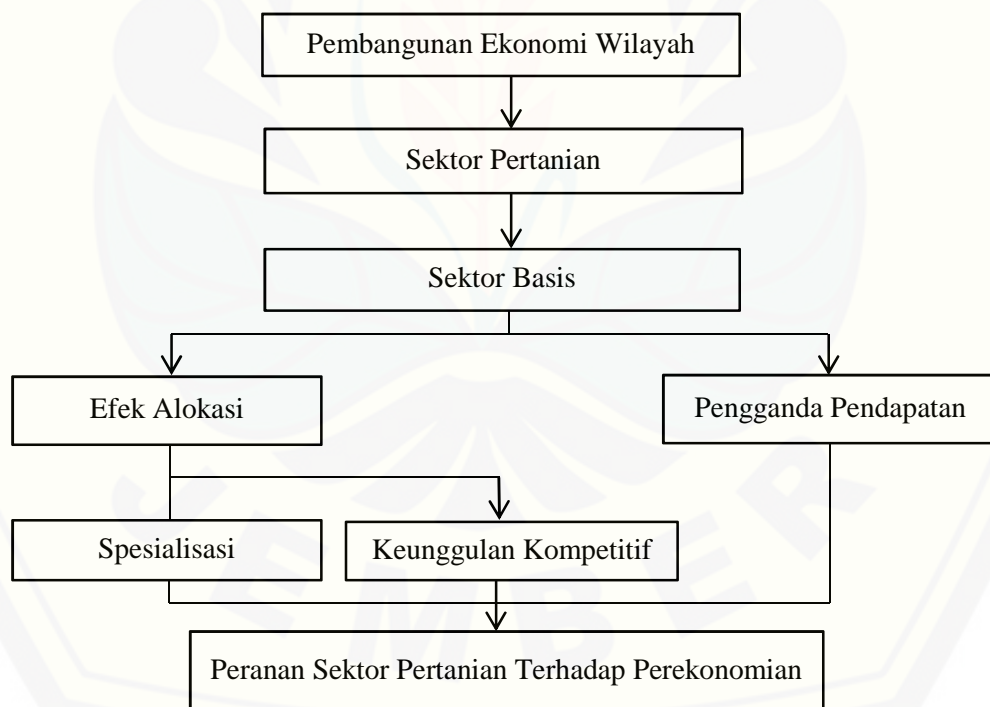 Pembangunan Ekonomi Wilayah
Sektor Pertanian
Sektor Basis
Efek Alokasi
Pengganda Pendapatan
Spesialisasi
Keunggulan Kompetitif
JEMBER
Peranan Sektor Pertanian Terhadap Perekonomian